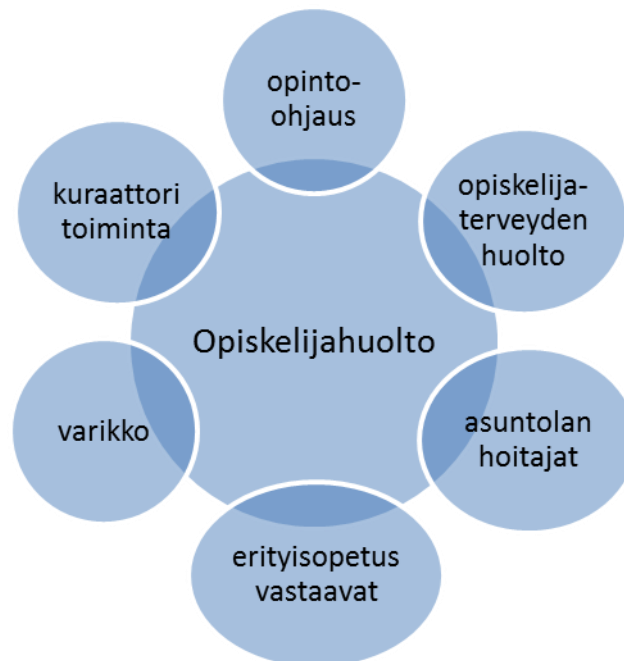 opinto-
ohjaus
opiskelija-
terveyden
huolto
asuntolan
hoitajat
erityisopetus
vastaavat
varikko
kuraattori
toiminta
Opiskelijahuolto